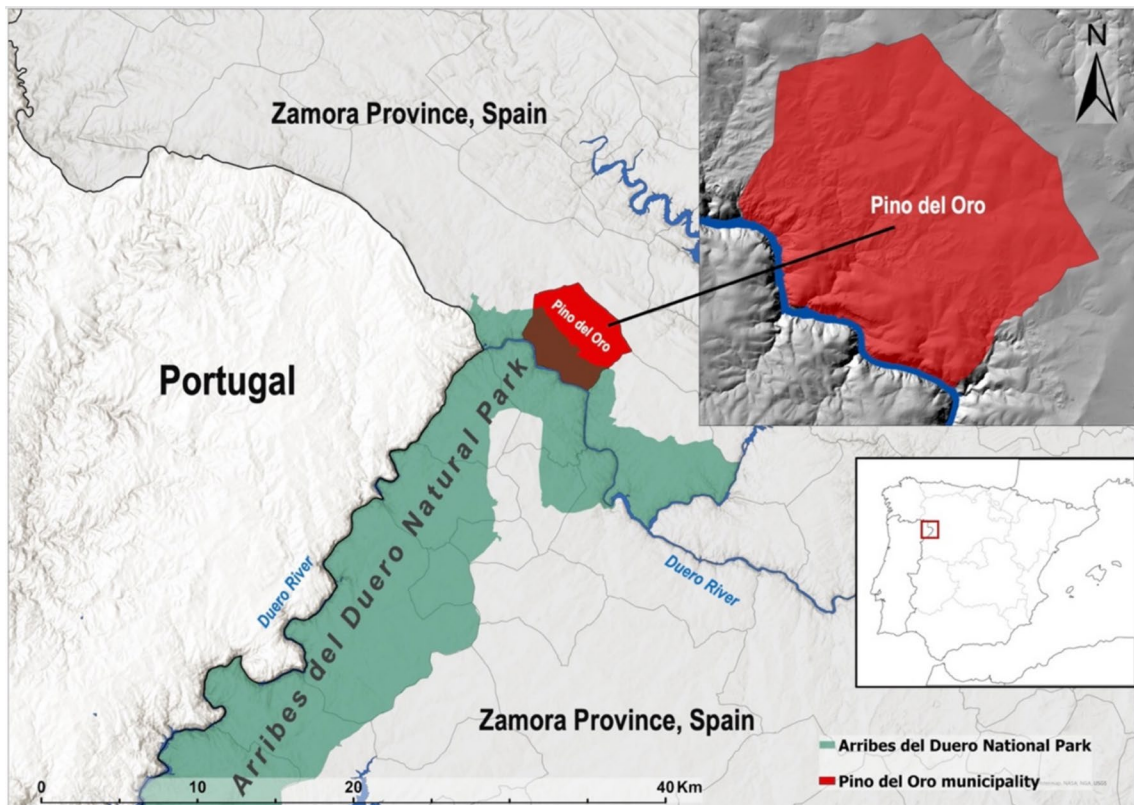 Zamora Province, Spain
N
Pino del Oro
Pino del Oro
Portugal
Arribes del Duero Natural Park
Duero River
Duero River
Zamora Province, Spain
Arribes del Duero National Park
Pino del Oro municipality
0 10 20 40 Km